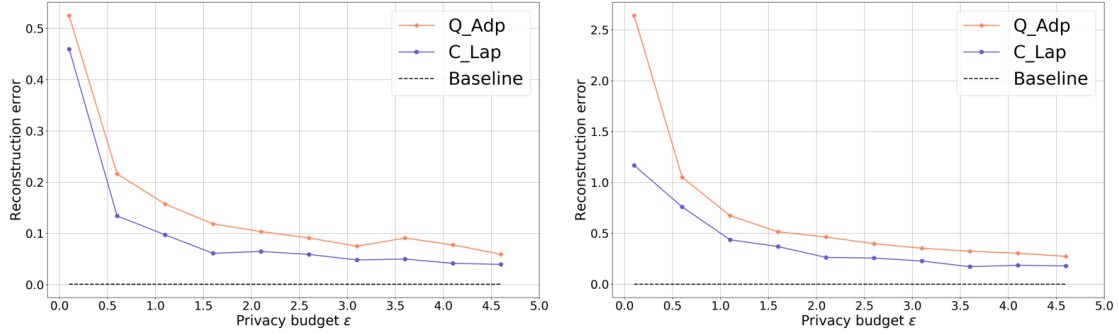 0.5
0.4
0.3
0.2
0.1
0.0
Reconstruction error
Q_Adp
C_Lap
Baseline
0.0 0.5 1.0 1.5 2.0 2.5 3.0 3.5 4.0 4.5 5.0
Privacy budget ε
2.5
2.0
1.5
1.0
0.5
0.0
Reconstruction error
Q_Adp
C_Lap
Baseline
0.0 0.5 1.0 1.5 2.0 2.5 3.0 3.5 4.0 4.5 5.0
Privacy budget ε